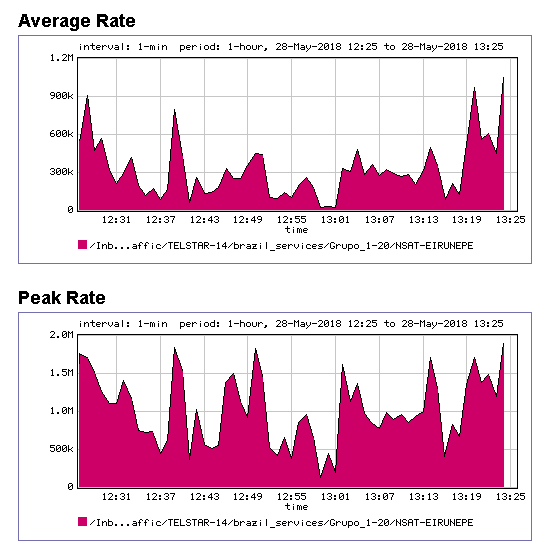 Average Rate
interval: 1-min  period: 1-hour, 28-May-2018 12:25 to 28-May-2018 13:25
1.2M
900k
600k
300k
0
12:31 12:37 12:43 12:49 12:55 13:01 13:07 13:13 13:19 13:25
time
/Inb...affic/TELSTAR-14/brazil_services/Grupo_1-20/NSAT-EIRUNEPE
Peak Rate
interval: 1-min  period: 1-hour, 28-May-2018 12:25 to 28-May-2018 13:25
2.0M
1.5M
1.0M
500k
0
12:31 12:37 12:43 12:49 12:55 13:01 13:07 13:13 13:19 13:25
time
/Inb...affic/TELSTAR-14/brazil_services/Grupo_1-20/NSAT-EIRUNEPE